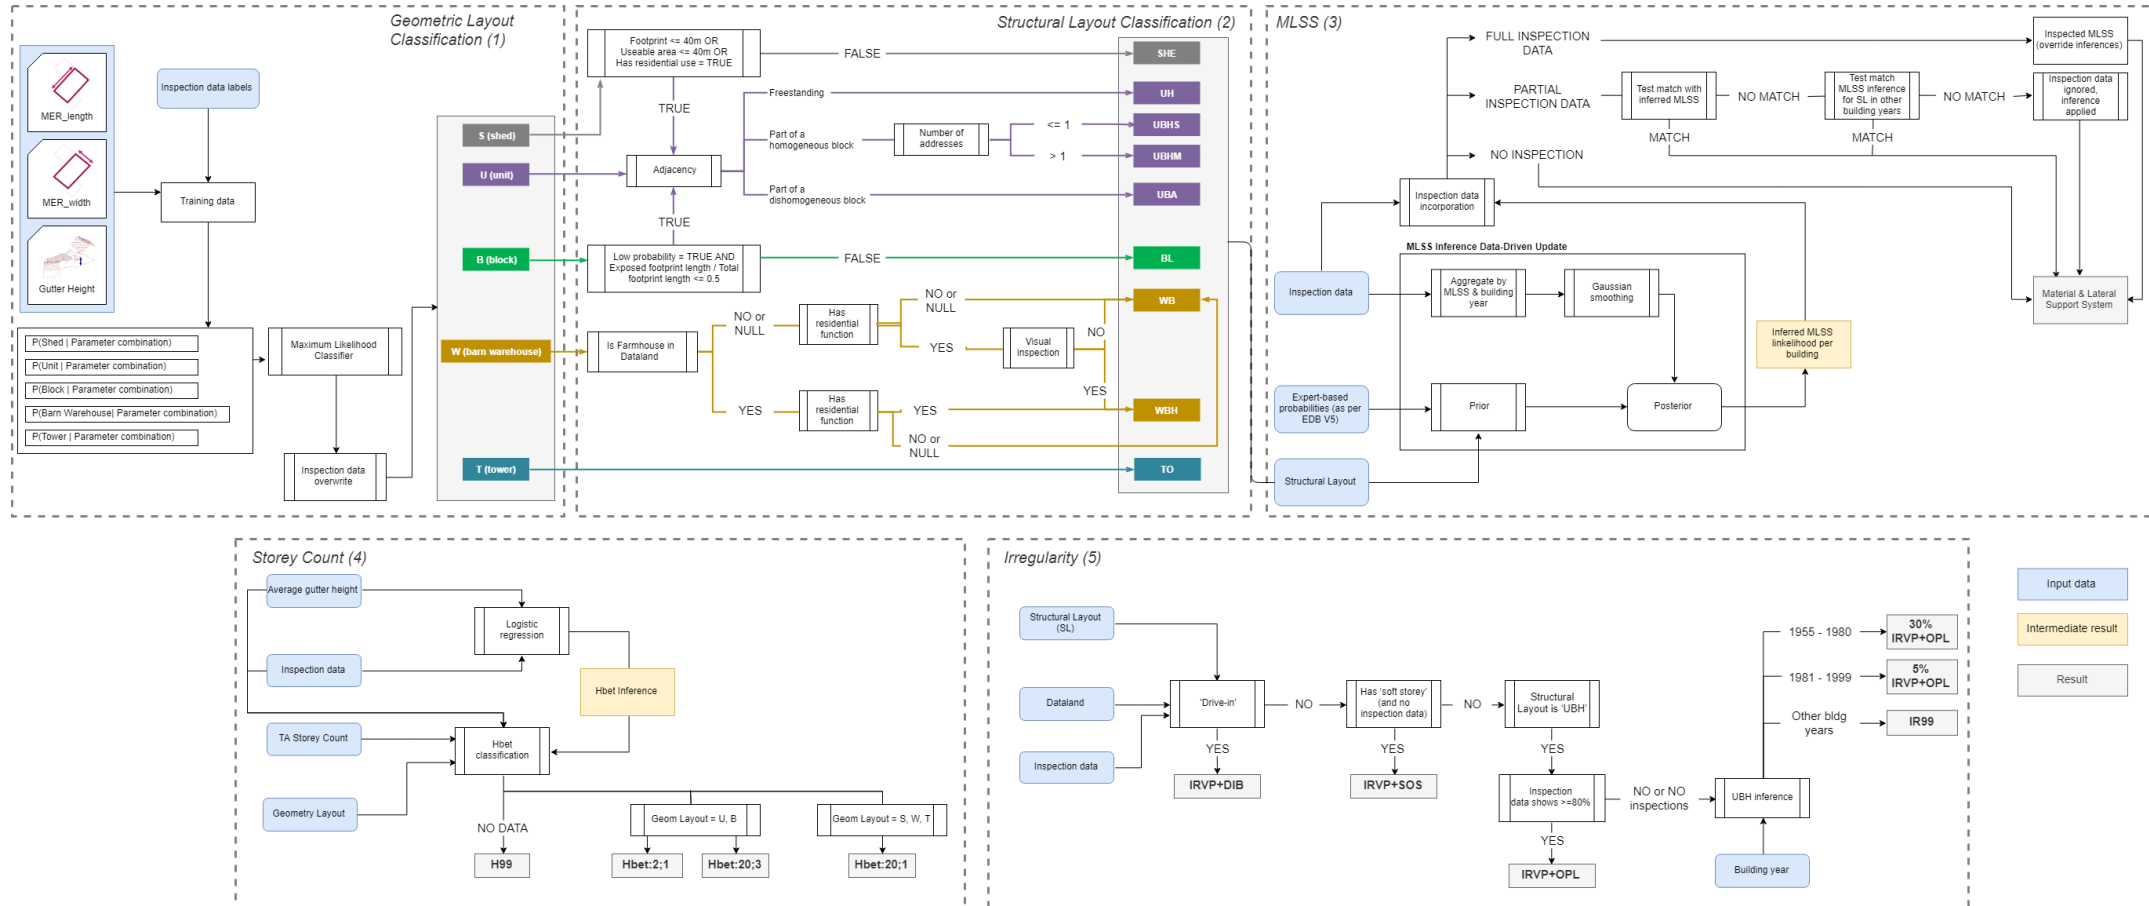 Geometric Layout
Classification (1)
MER_length
MER_width
Gutter Height
Inspection data labels
Training data
P(Shed | Parameter combination)
P(Unit | Parameter combination)
P(Block | Parameter combination)
P(Barn Warehouse| Parameter combination)
P(Tower | Parameter combination)
Maximum Likelihood
Classifier
Inspection data
overwrite
S (shed)
U (unit)
B (block)
W (barn warehouse)
T (tower)
Structural Layout Classification (2)
Footprint <= 40m OR
Useable area <= 40m OR
Has residential use = TRUE
FALSE
TRUE
Adjacency
TRUE
Freestanding
Part of a
homogeneous block
Number of
addresses
<= 1
> 1
Part of a
dishomogeneous block
Low probability = TRUE AND
Exposed footprint length / Total
footprint length <= 0.5
FALSE
Is Farmhouse in
Dataland
NO or
NULL
Has
residential
function
NO or
NULL
YES
Visual
inspection
NO
YES
YES
Has
residential
function
YES
NO or
NULL
SHE
UH
UBHS
UBHM
UBA
BL
WB
WBH
TO
MLSS (3)
FULL INSPECTION
DATA
Inspected MLSS
(override inferences)
PARTIAL
INSPECTION DATA
Test match with
inferred MLSS
NO MATCH
Test match
MLSS inference
for SL in other
building years
NO MATCH
Inspection data
ignored,
inference
applied
MATCH
MATCH
NO INSPECTION
Inspection data
incorporation
MLSS Inference Data-Driven Update
Inspection data
Aggregate by
MLSS & building
year
Gaussian
smoothing
Material & Lateral
Support System
Inferred MLSS
linkelihood per
building
Expert-based
probabilities (as per
EDB V5)
Prior
Posterior
Structural Layout
Storey Count (4)
Average gutter height
Logistic
regression
Inspection data
Hbet Inference
TA Storey Count
Hbet
classification
Geometry Layout
NO DATA
Geom Layout = U, B
Geom Layout = S, W, T
H99
Hbet:2;1
Hbet:20;3
Hbet:20;1
Irregularity (5)
Structural Layout
(SL)
Dataland
Inspection data
'Drive-in'
NO
Has 'soft storey'
(and no
inspection data)
NO
Structural
Layout is 'UBH'
YES
YES
YES
IRVP+DIB
IRVP+SOS
Inspection
data shows >=80%
NO or NO
inspections
UBH inference
YES
IRVP+OPL
Building year
1955 - 1980
30%
IRVP+OPL
1981 - 1999
5%
IRVP+OPL
Other bldg
years
IR99
Input data
Intermediate result
Result